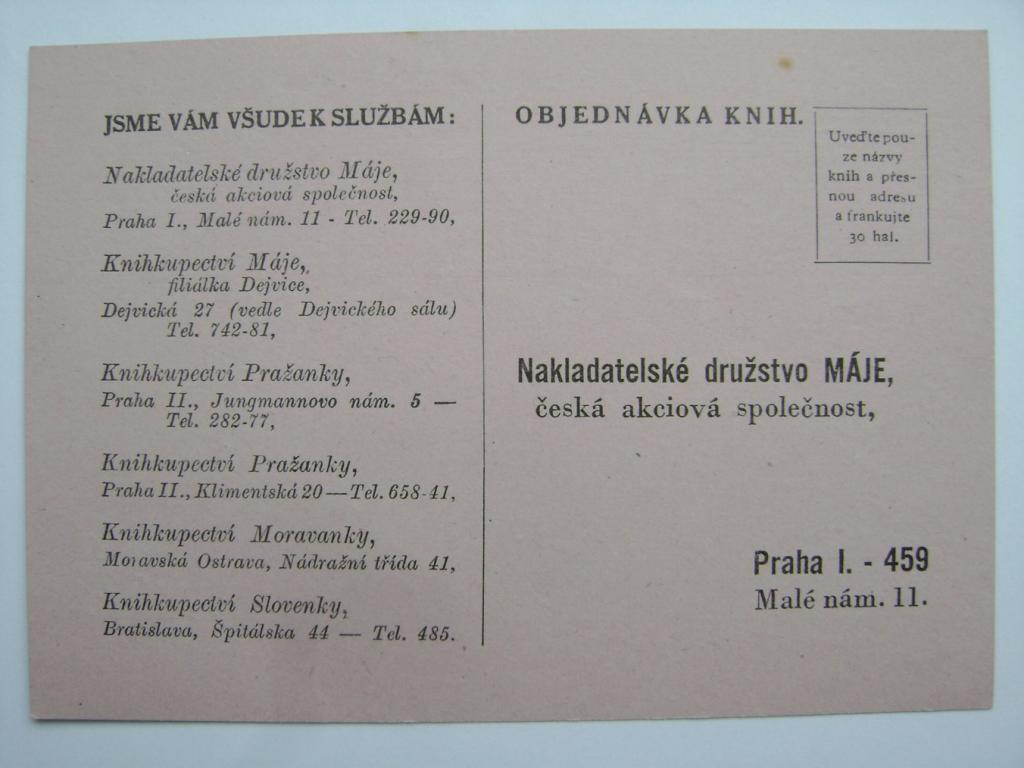 JSME VÁM VŠUDE K SLUŽBÁM:
Nakladatelské družstvo Máje,
česká akciová společnost,
Praha I., Malé nám. 11 - Tel. 229-90,
Knihkupectví Máje,
filiálka Dejvice,
Dejvická 27 (vedle Dejvického sálu)
Tel. 742-81,
Knihkupectví Pražanky,
Praha II., Jungmannovo nám. 5 —
Tel. 282-77,
Knihkupectví Pražanky,
Praha II., Klimentská 20 — Tel. 658-41,
Knihkupectví Moravanky,
Moravská Ostrava, Nádražní třída 41,
Knihkupectví Slovenky,
Bratislava, Špitálska 44 — Tel. 485.
OBJEDNÁVKA KNIH.
Uveďte pou-
ze názvy
knih a přes-
nou adresu
a frankujte
30 hal.
Nakladatelské družstvo MÁJE,
česká akciová společnost,
Praha I. - 459
Malé nám. 11.